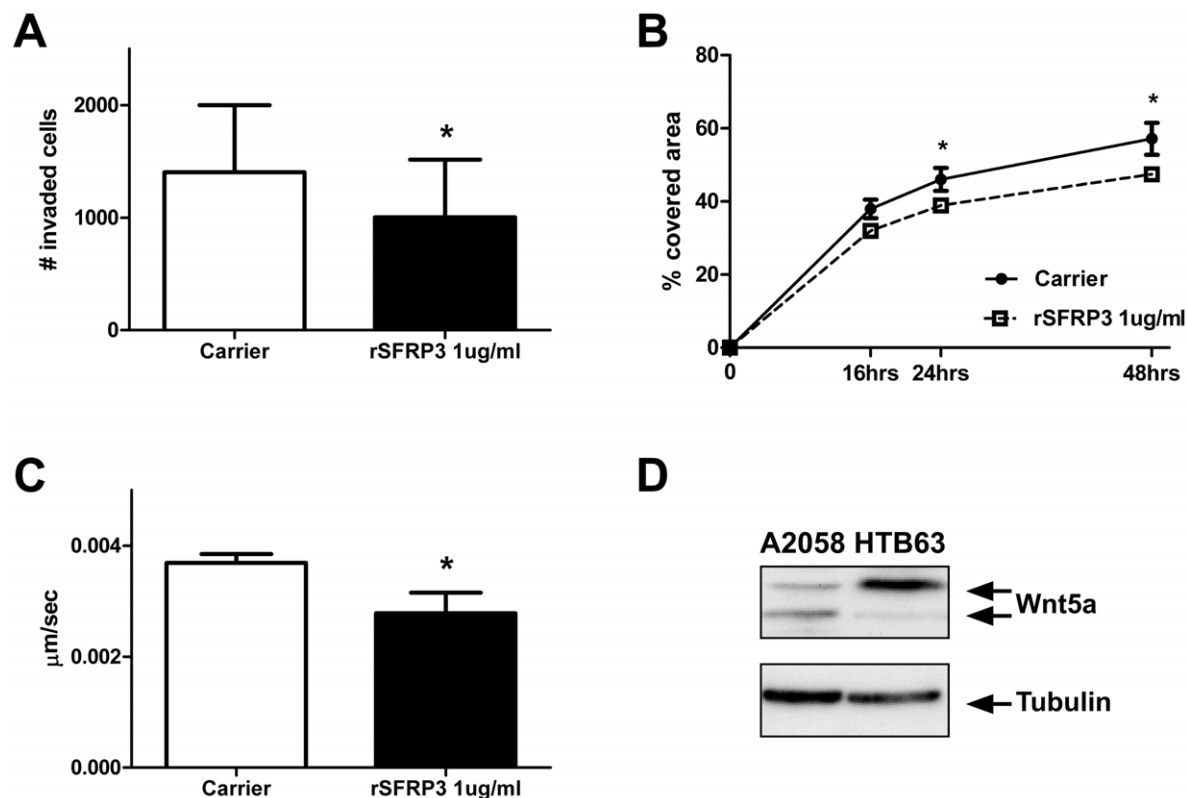 A
# invaded cells
2000
1000
0
Carrier
rSFRP3 1ug/ml
*
B
% covered area
80
60
40
20
0
0
16hrs
24hrs
48hrs
*
*
Carrier
rSFRP3 1ug/ml
C
µm/sec
0.004
0.002
0.000
Carrier
rSFRP3 1ug/ml
*
D
A2058 HTB63
Wnt5a
Tubulin